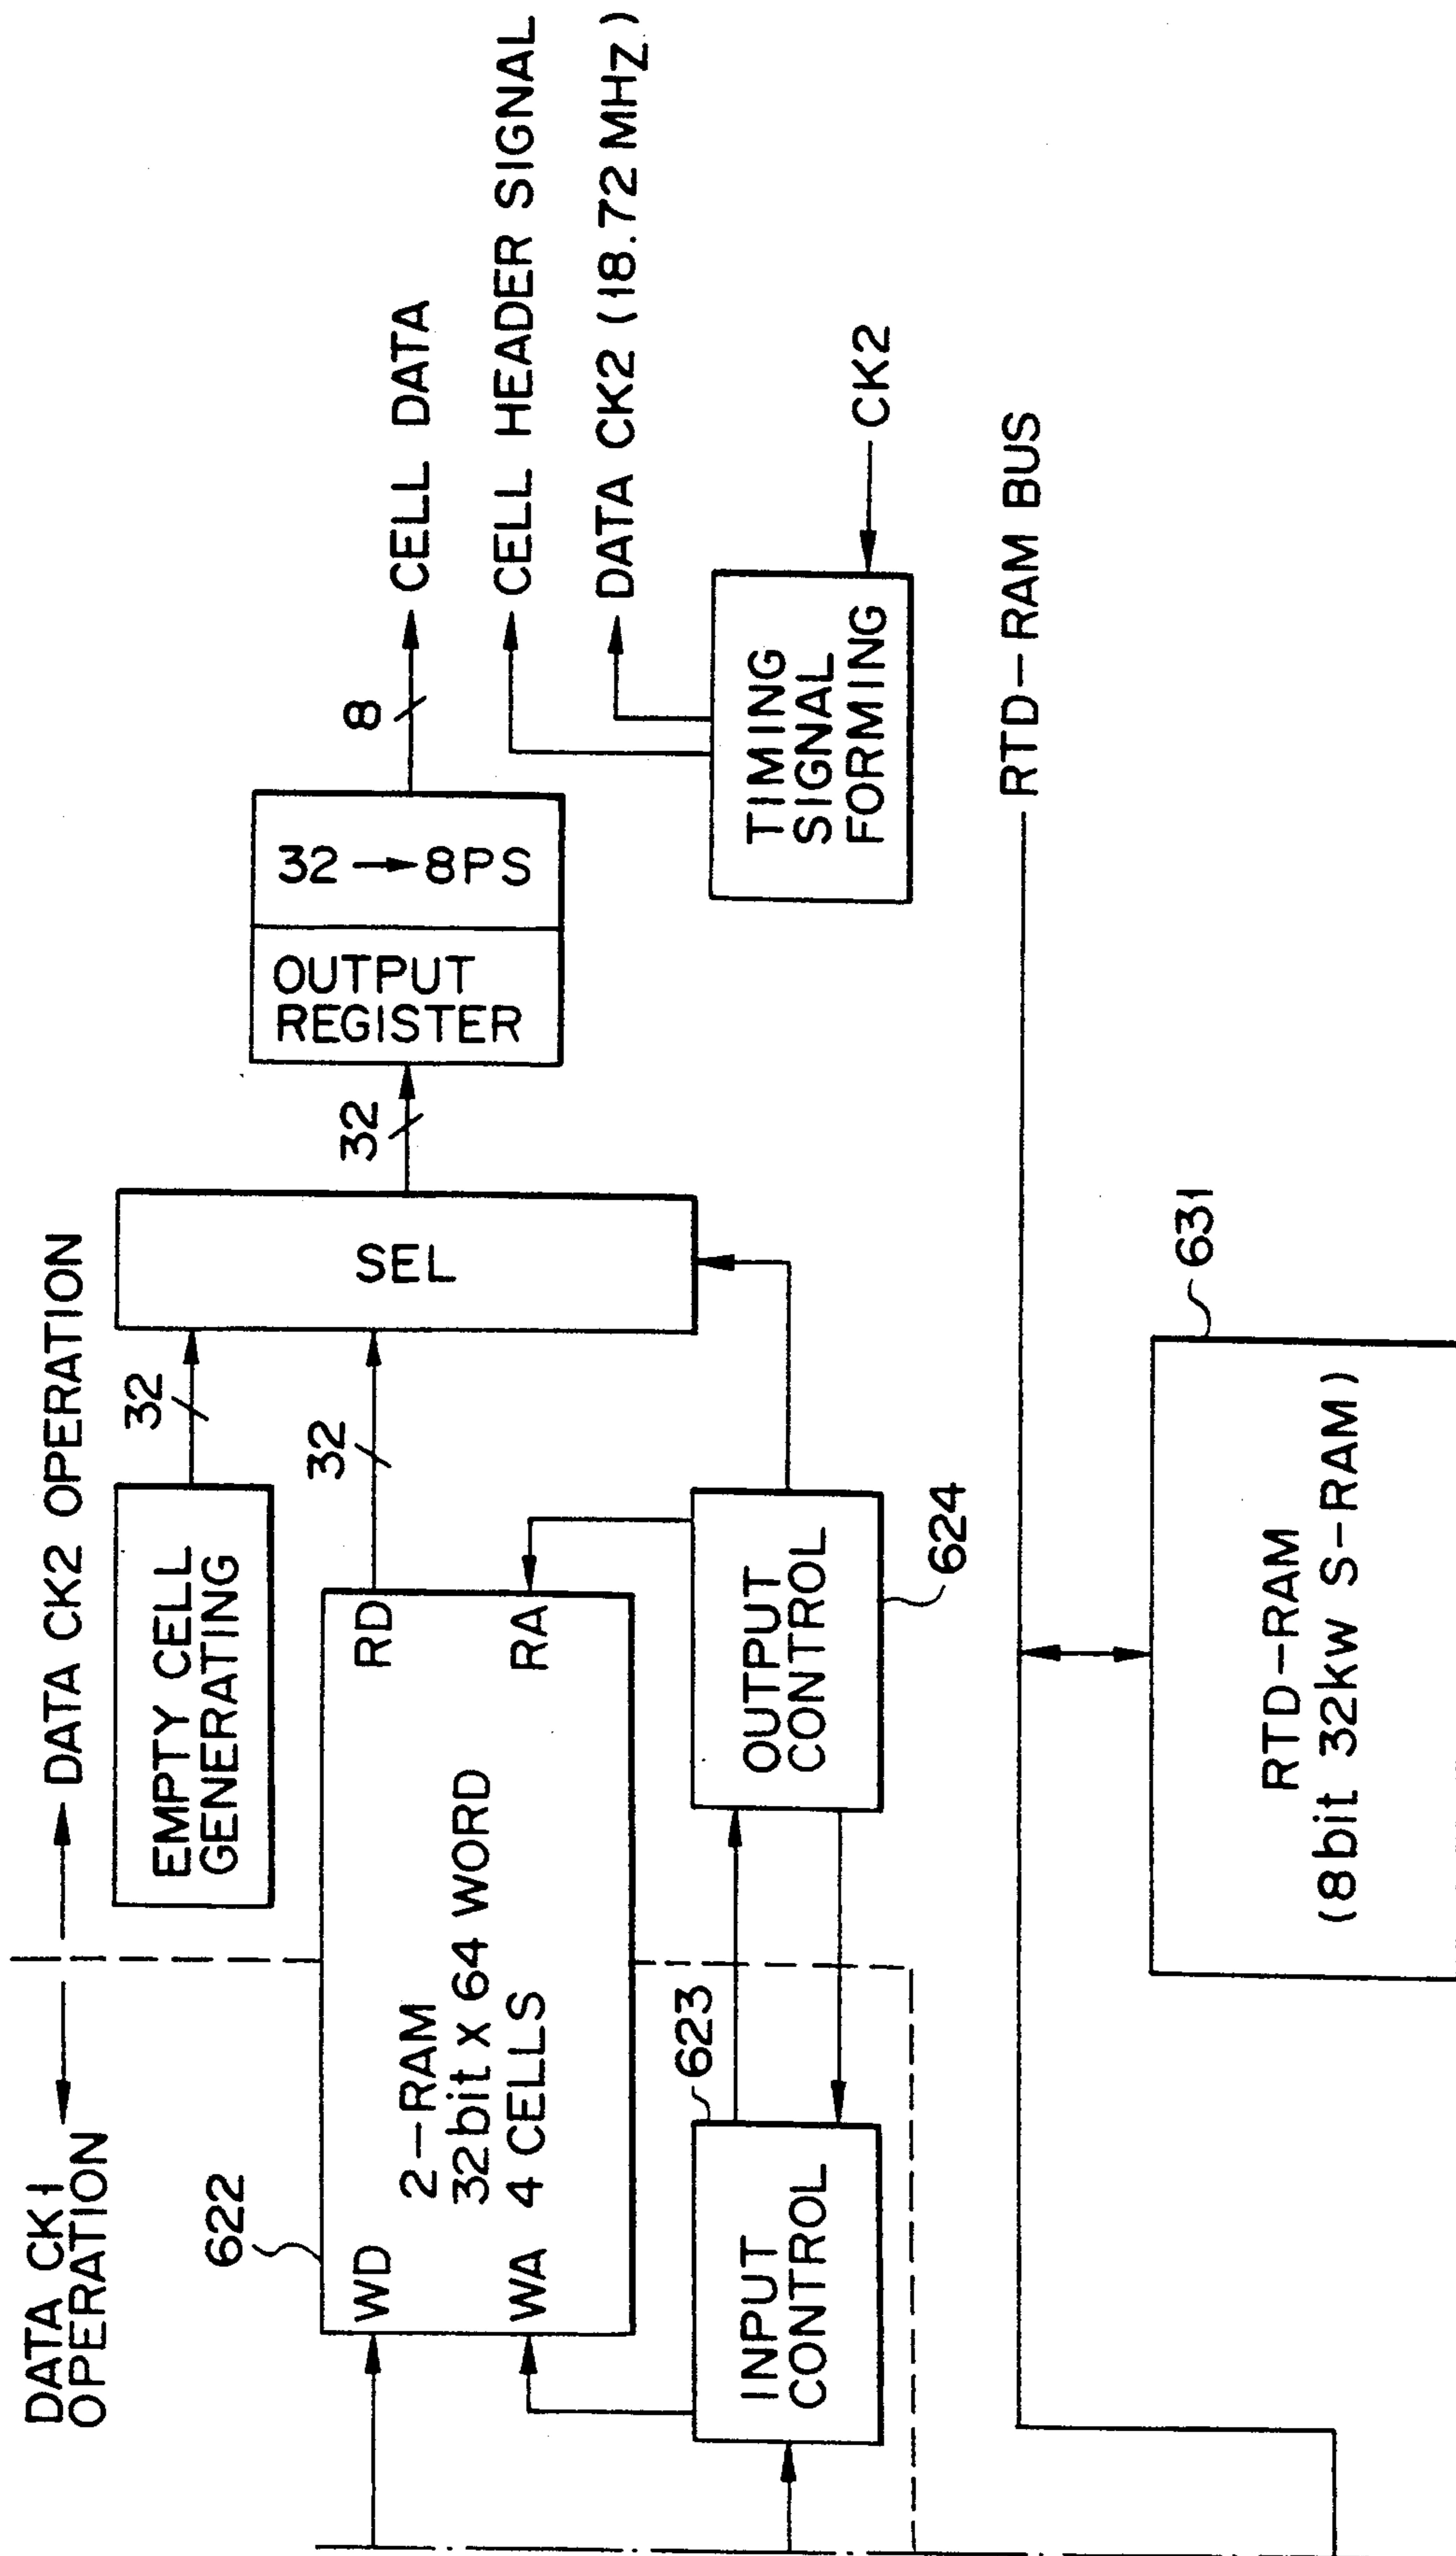 DATA CK1
OPERATION
DATA CK2 OPERATION
622
WD
WA
2-RAM
32bit x 64 WORD
4 CELLS
RD
RA
EMPTY CELL
GENERATING
32
32
SEL
32
OUTPUT
REGISTER
32→8PS
8
CELL DATA
CELL HEADER SIGNAL
DATA CK2 (18.72 MHz)
TIMING
SIGNAL
FORMING
CK2
INPUT
CONTROL
623
OUTPUT
CONTROL
624
RTD-RAM BUS
RTD-RAM
(8bit 32kw S-RAM)
631